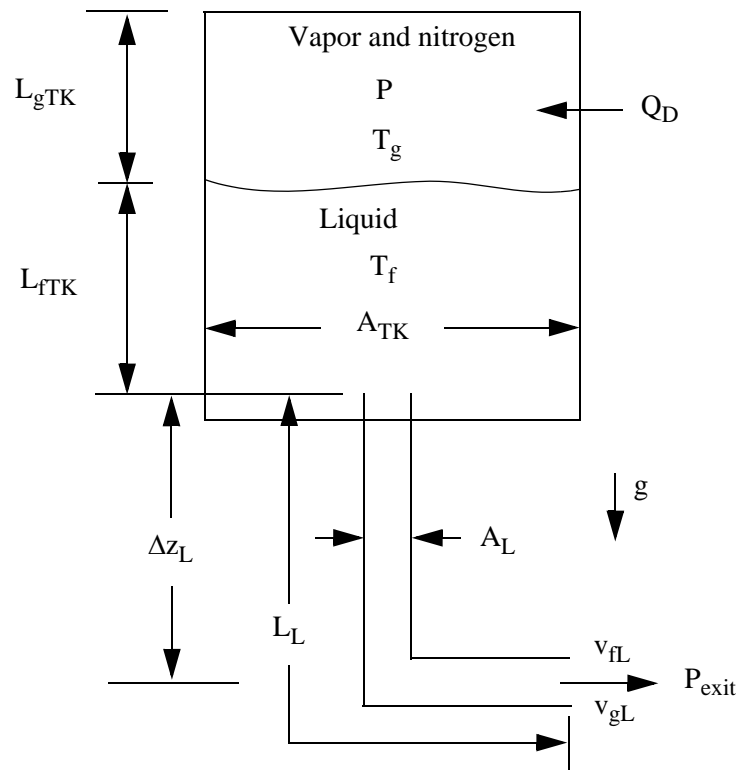 Vapor and nitrogen
L_gTK
P
Q_D
T_g
Liquid
T_f
L_fTK
A_TK
g
Δz_L
A_L
L_L
v_fL
P_exit
v_gL